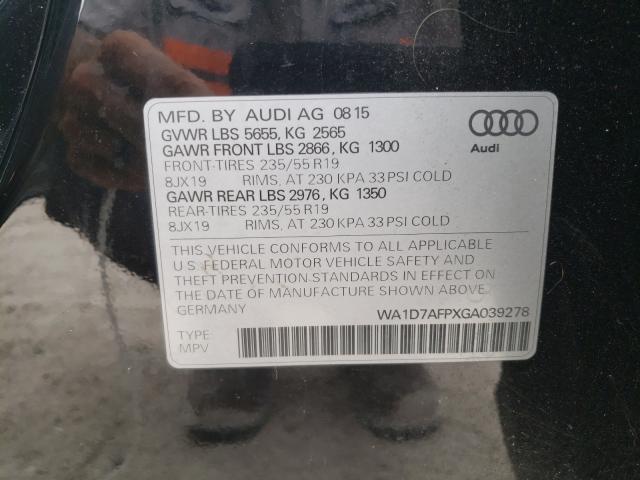 MFD. BY AUDI AG 08 15
GVWR LBS 5655, KG 2565
GAWR FRONT LBS 2866, KG 1300
FRONT-TIRES 235/55 R19
8JX19 RIMS, AT 230 KPA 33 PSI COLD
GAWR REAR LBS 2976, KG 1350
REAR-TIRES 235/55 R19
8JX19 RIMS, AT 230 KPA 33 PSI COLD
Audi
THIS VEHICLE CONFORMS TO ALL APPLICABLE
U.S. FEDERAL MOTOR VEHICLE SAFETY AND
THEFT PREVENTION STANDARDS IN EFFECT ON
THE DATE OF MANUFACTURE SHOWN ABOVE.
GERMANY
WA1D7AFPXGA039278
TYPE:
MPV